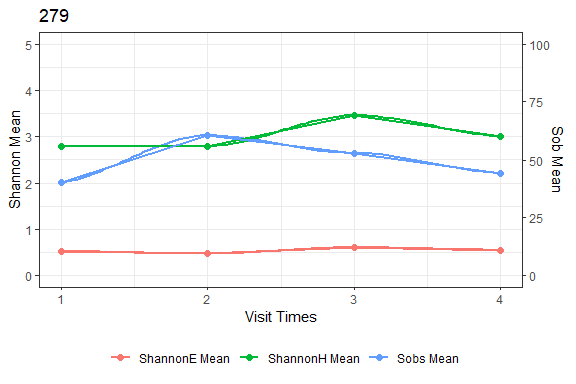 279
5
4
3
2
1
0
Shannon Mean
100
75
50
25
0
Sob Mean
1 2 3 4
Visit Times
ShannonE Mean ShannonH Mean Sobs Mean